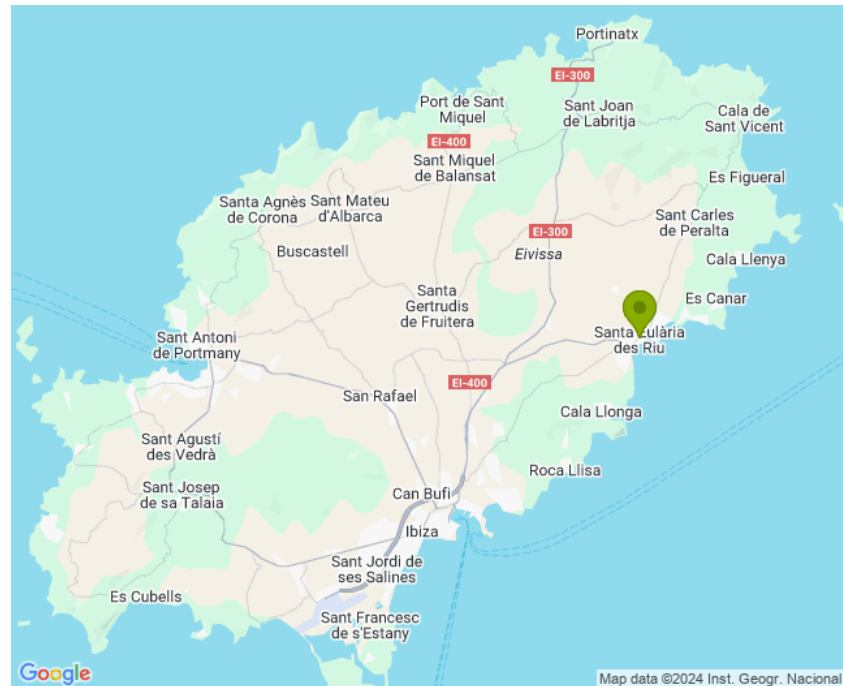 Portinatx
EI-300
Port de Sant
Miquel
Sant Joan
de Labritja
Cala de
Sant Vicent
EI-400
Sant Miquel
de Balansat
Es Figueral
Santa Agnès
de Corona
Sant Mateu
d'Albarca
Sant Carles
de Peralta
EI-300
Buscastell
Eivissa
Cala Llenya
Santa
Gertrudis
de Fruitera
Es Canar
Sant Antoni
de Portmany
Santa Eulària
des Riu
EI-400
San Rafael
Cala Llonga
Sant Agustí
des Vedrà
Roca Llisa
Sant Josep
de sa Talaia
Can Bufi
Ibiza
Sant Jordi de
ses Salines
Es Cubells
Sant Francesc
de s'Estany
Google
Map data ©2024 Inst. Geogr. Nacional